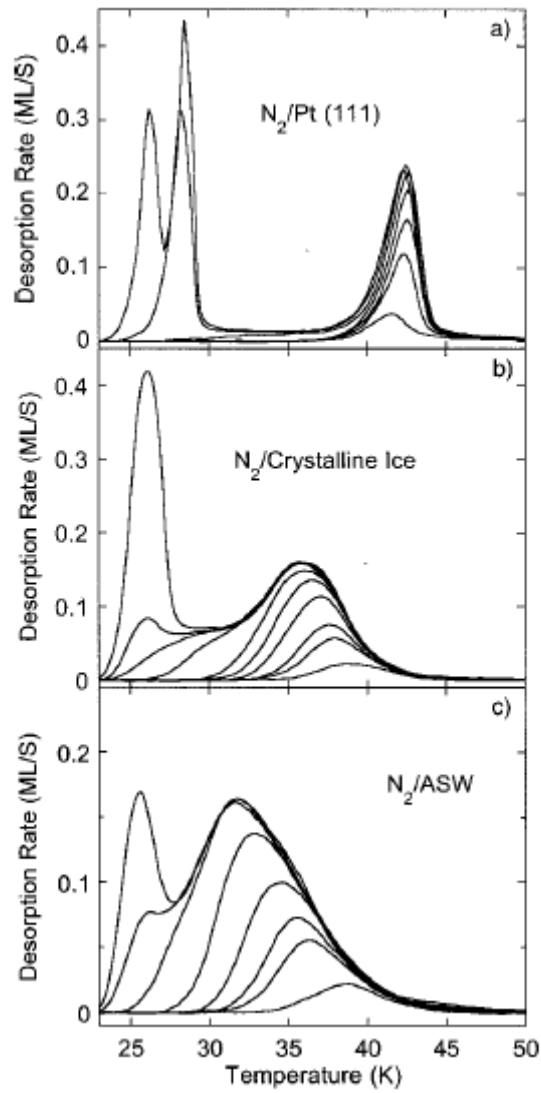 a)
0.4
N2/Pt (111)
0.3
0.2
0.1
0
Desorption Rate (ML/S)
b)
0.4
N2/Crystalline Ice
0.3
0.2
0.1
0
Desorption Rate (ML/S)
c)
0.2
N2/ASW
0.1
0
Desorption Rate (ML/S)
25 30 35 40 45 50
Temperature (K)